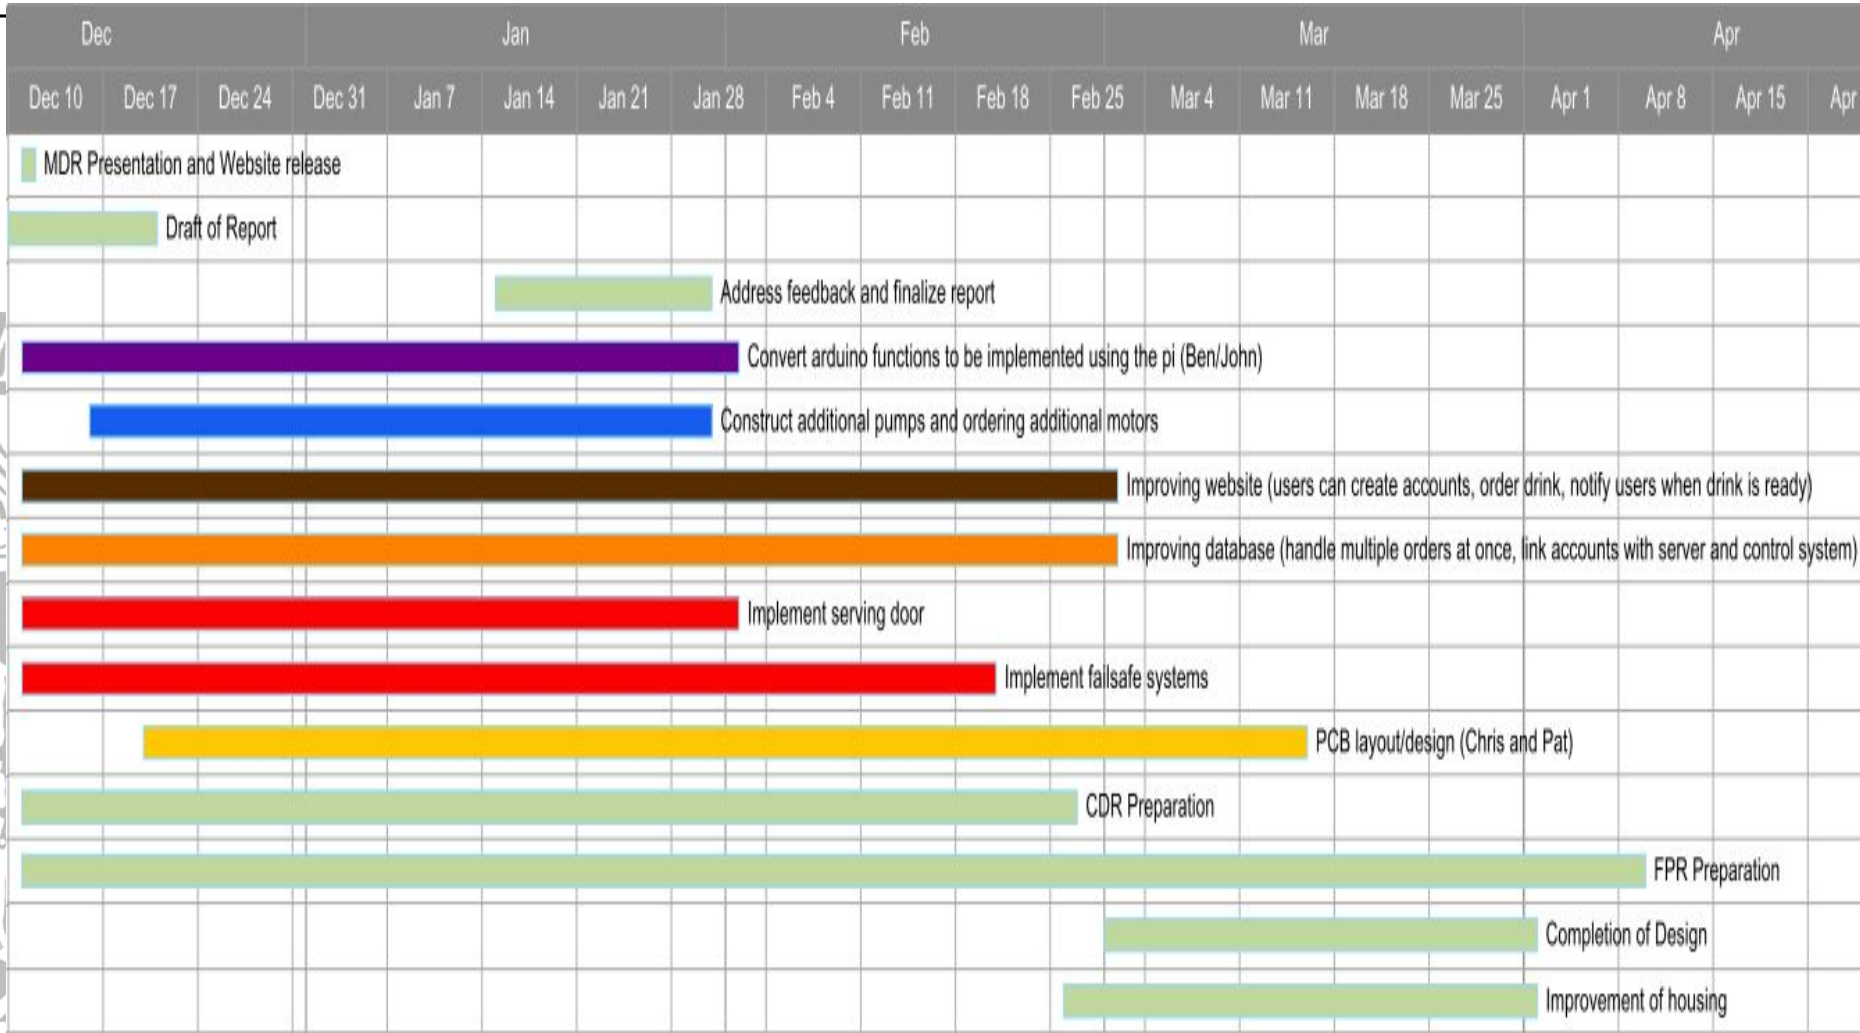 Dec Jan Feb Mar Apr
Dec 10 Dec 17 Dec 24 Dec 31 Jan 7 Jan 14 Jan 21 Jan 28 Feb 4 Feb 11 Feb 18 Feb 25 Mar 4 Mar 11 Mar 18 Mar 25 Apr 1 Apr 8 Apr 15 Apr
MDR Presentation and Website release
Draft of Report
Address feedback and finalize report
Convert arduino functions to be implemented using the pi (Ben/John)
Construct additional pumps and ordering additional motors
Improving website (users can create accounts, order drink, notify users when drink is ready)
Improving database (handle multiple orders at once, link accounts with server and control system)
Implement serving door
Implement failsafe systems
PCB layout/design (Chris and Pat)
CDR Preparation
FPR Preparation
Completion of Design
Improvement of housing